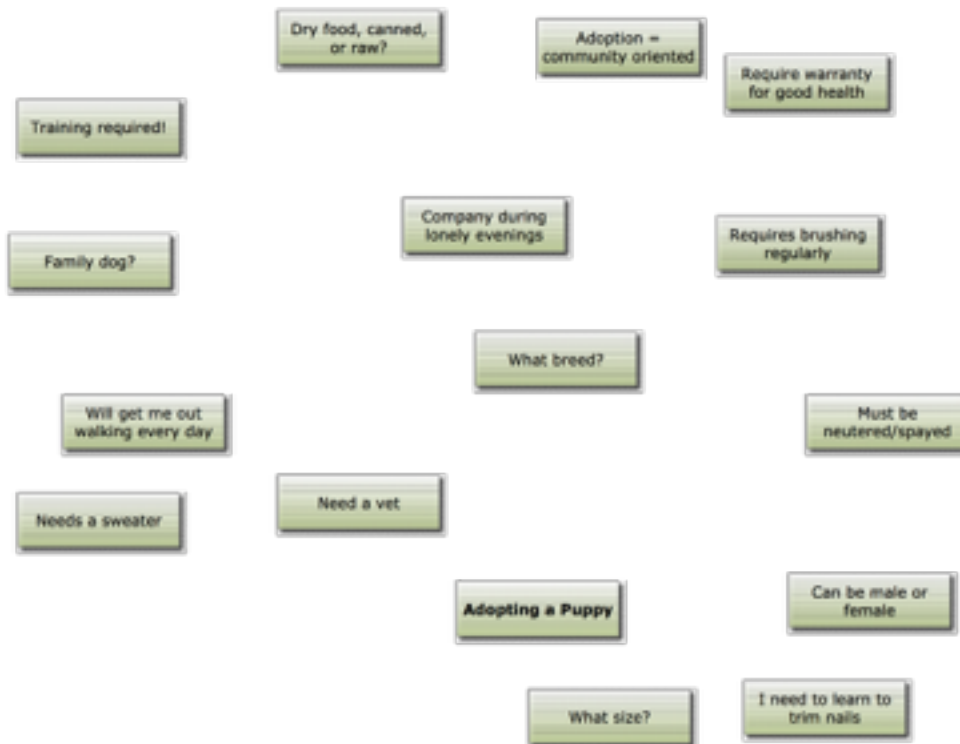 Dry food, canned,
or raw?
Adoption =
community oriented
Require warranty
for good health
Training required!
Company during
lonely evenings
Requires brushing
regularly
Family dog?
What breed?
Will get me out
walking every day
Must be
neutered/spayed
Need a vet
Needs a sweater
Adopting a Puppy
Can be male or
female
I need to learn to
trim nails
What size?